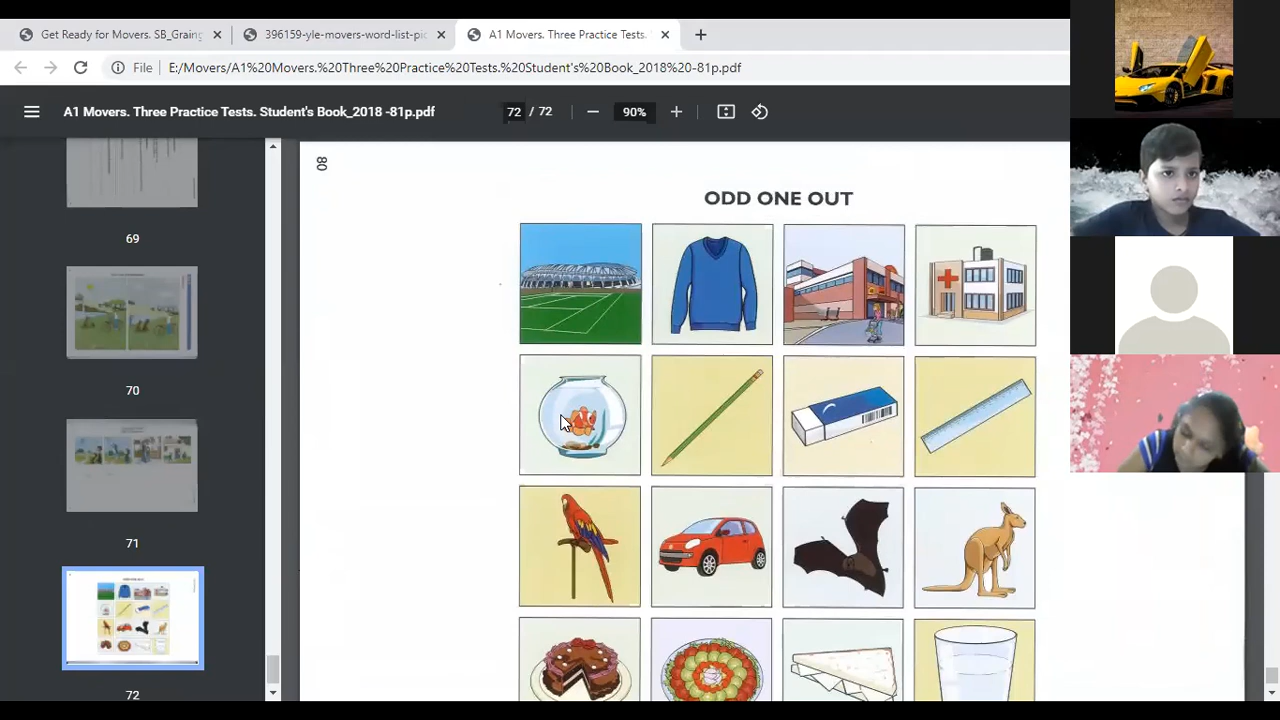 Get Ready for Movers. SB_Graing
396159-yle-movers-word-list-pic
A1 Movers. Three Practice Tests.
File
E:/Movers/A1%20Movers.%20Three%20Practice%20Tests.%20Student's%20Book_2018%20-81p.pdf
A1 Movers. Three Practice Tests. Student's Book_2018 -81p.pdf
72 / 72
90%
80
ODD ONE OUT
69
70
71
72